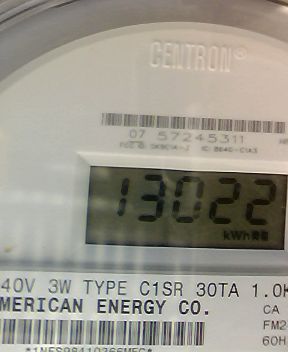 CENTRON®
07 57245311
13022
kWh
40V 3W TYPE C1SR 30TA 1.0K
MERICAN ENERGY CO.
CA
FM2
60H